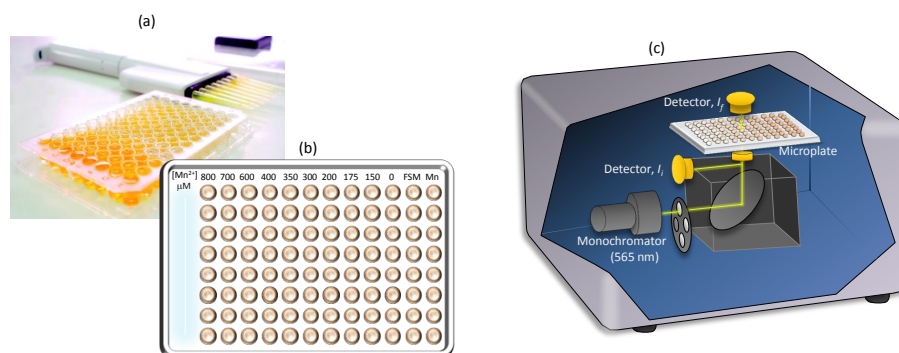 (a)
(b)
[Mn²⁺] 800 700 600 400 350 300 200 175 150 0 FSM Mn
μM
(c)
Detector, I_f
Microplate
Detector, I_i
Monochromator
(565 nm)